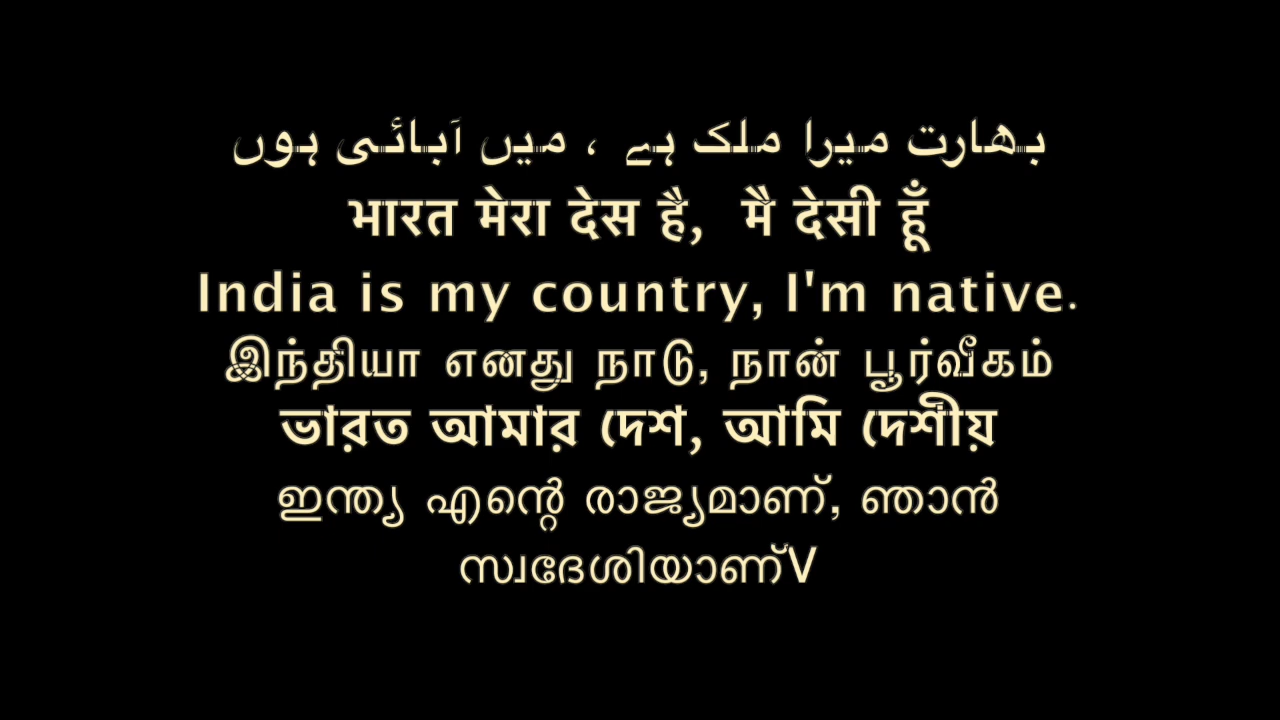 بھارت میرا ملک ہے ، میں آبائی ہوں
भारत मेरा देस है, मै देसी हूँ
India is my country, I'm native.
இந்தியா எனது நாடு, நான் பூர்வீகம்
ভারত আমার দেশ, আমি দেশীয়
ഇന്ത്യ എന്റെ രാജ്യമാണ്, ഞാൻ
സ്വദേശിയാണ്V